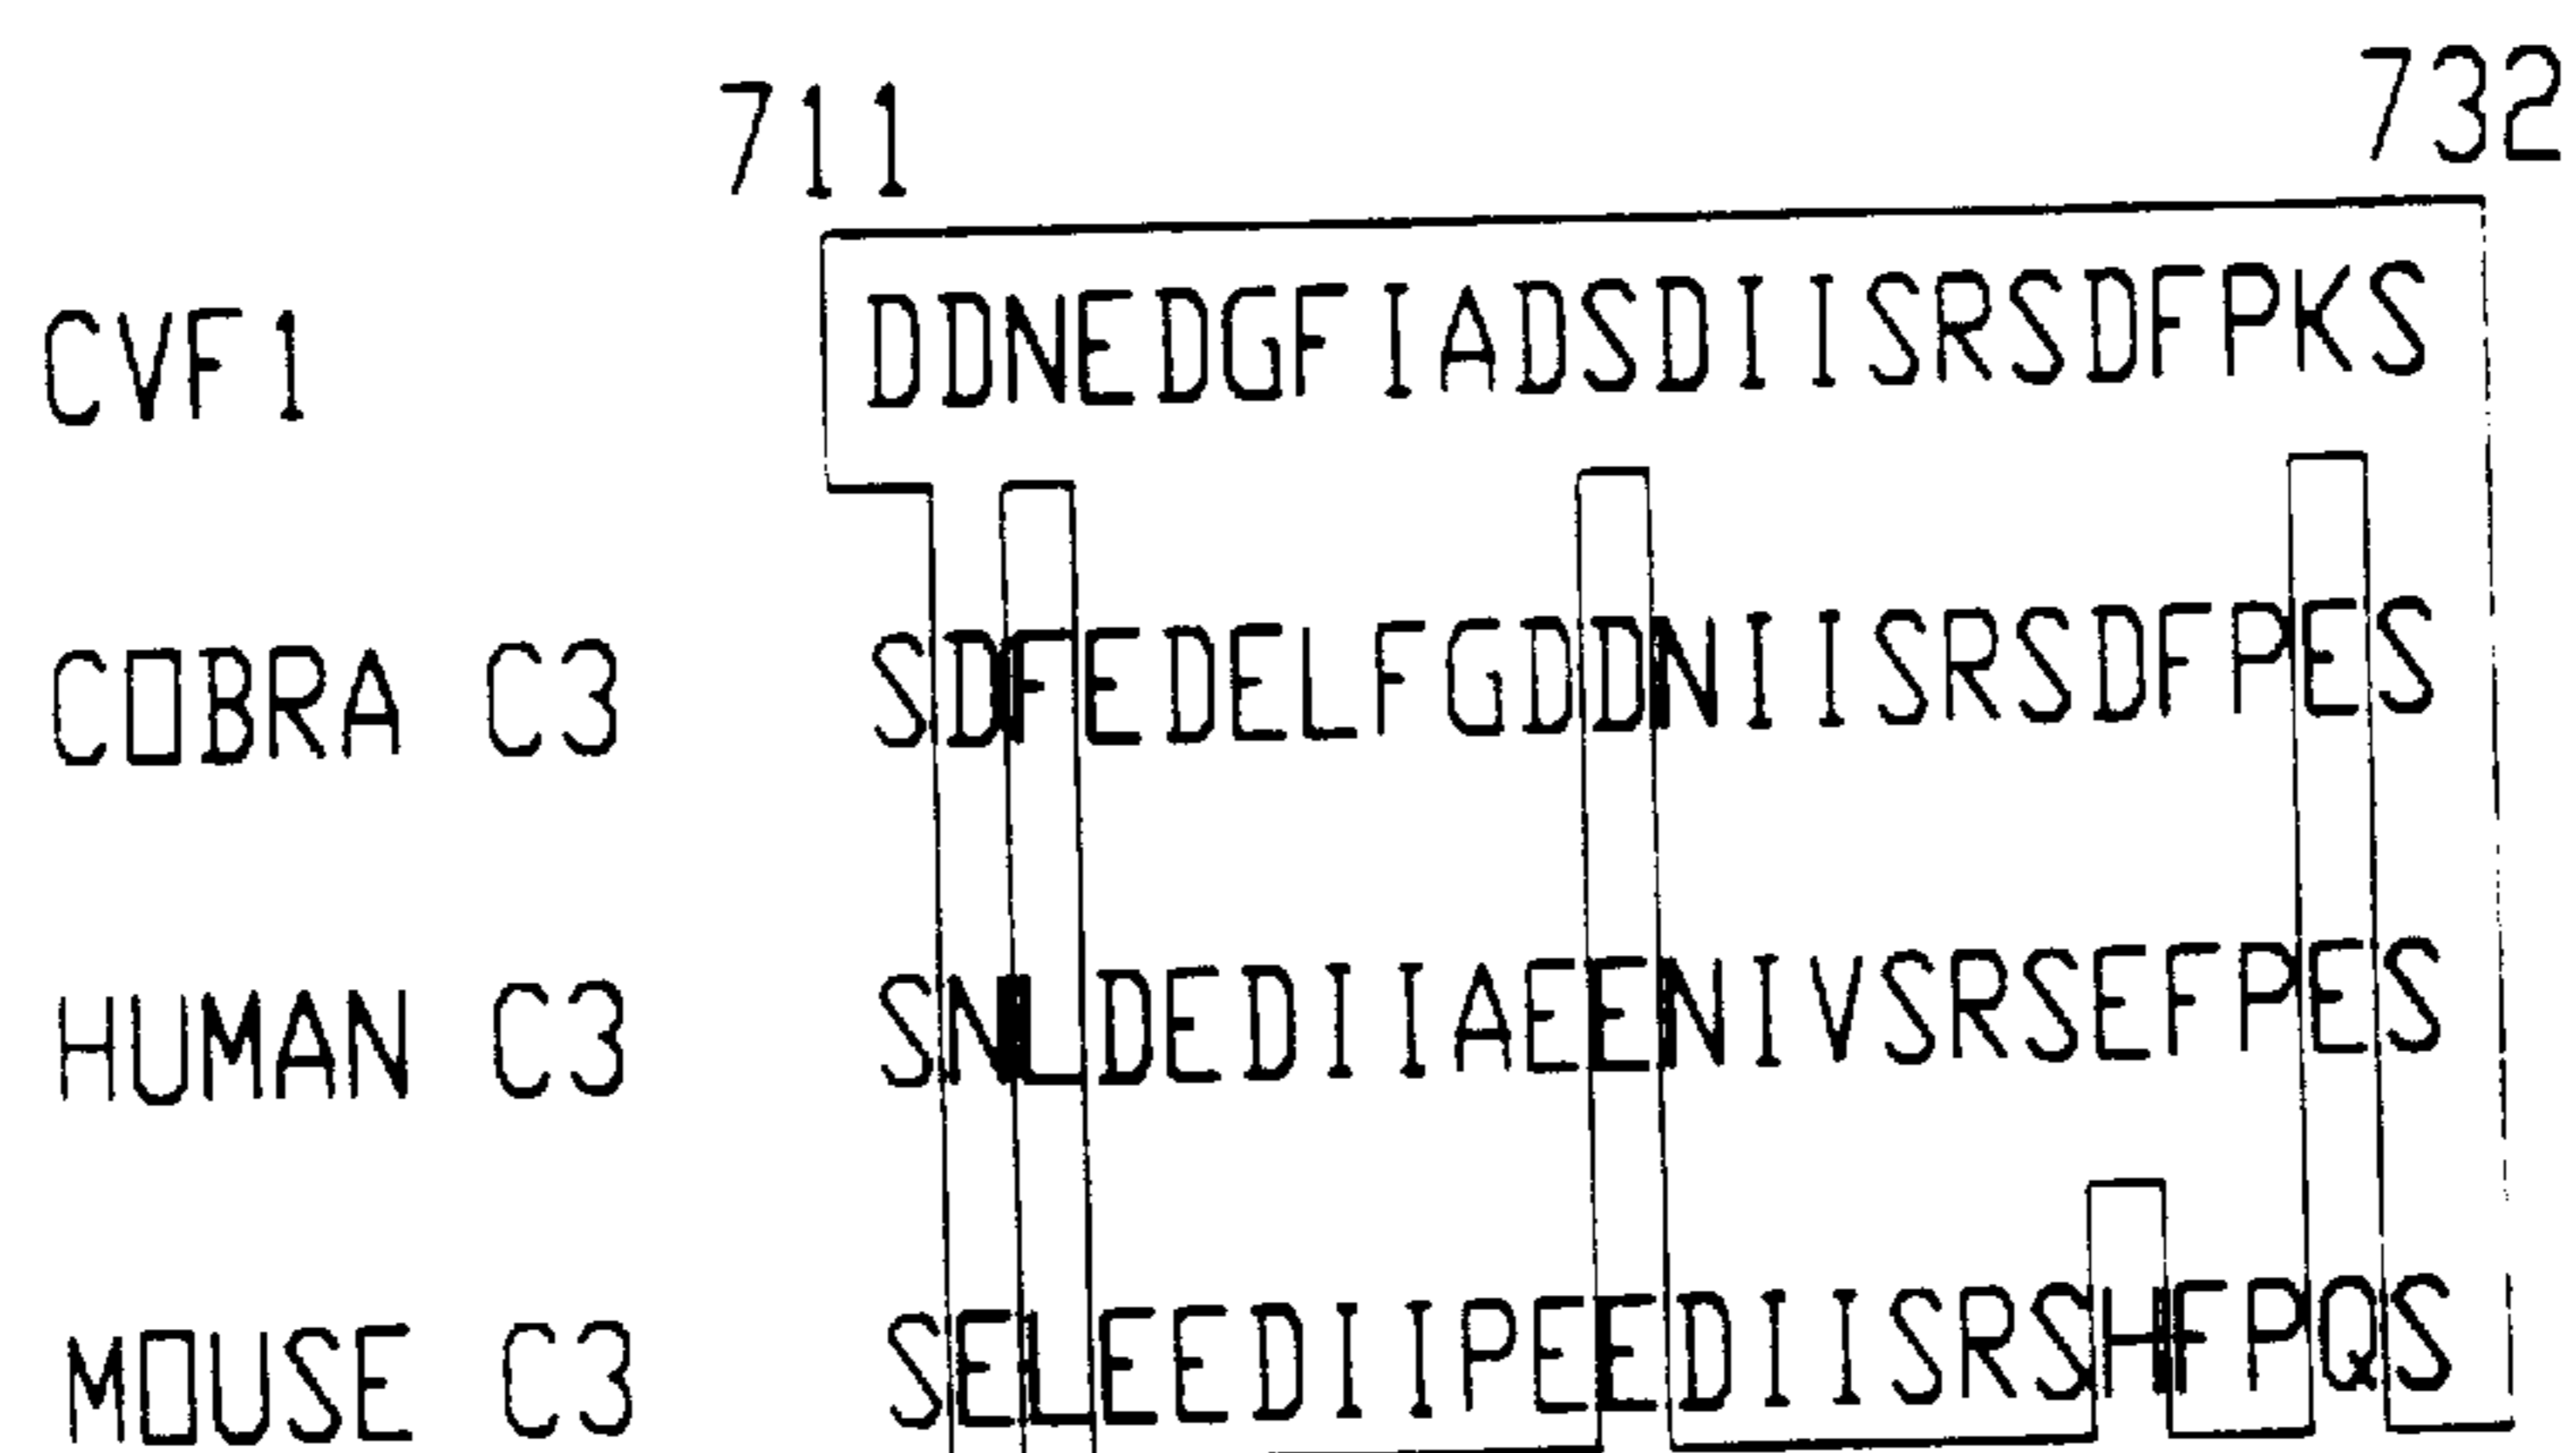 711 732
CVF1 DDNEDGFIADSDIISRSDFPKS
COBRA C3 SDFEDELFGDDNIISRSDFPES
HUMAN C3 SNLDEDIIAEENIVSRSEFPES
MOUSE C3 SELEEDIIPEEDIISRSHFPQS